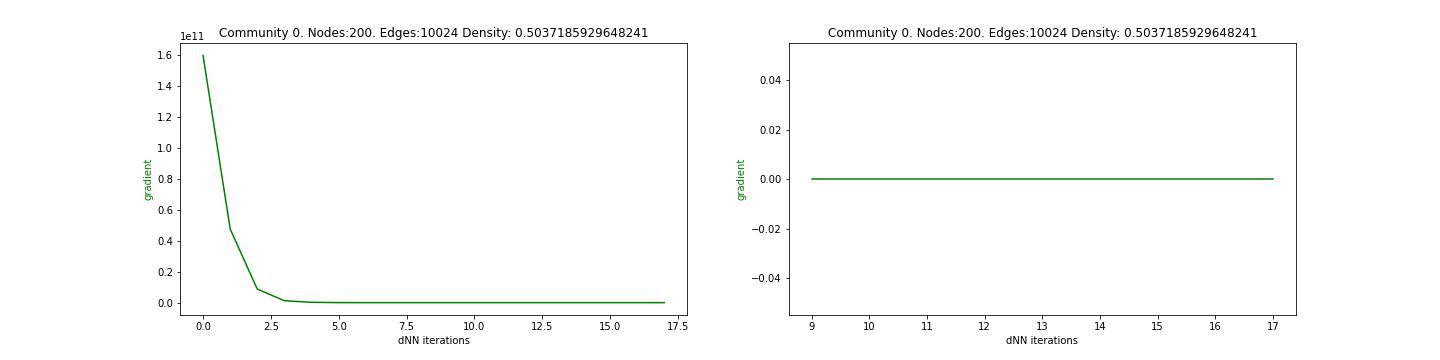 Community 0. Nodes:200. Edges:10024 Density: 0.5037185929648241
1e11
1.6
1.4
1.2
1.0
0.8
0.6
0.4
0.2
0.0
gradient
0.0 2.5 5.0 7.5 10.0 12.5 15.0 17.5
dNN iterations
Community 0. Nodes:200. Edges:10024 Density: 0.5037185929648241
0.04
0.02
0.00
−0.02
−0.04
gradient
9 10 11 12 13 14 15 16 17
dNN iterations